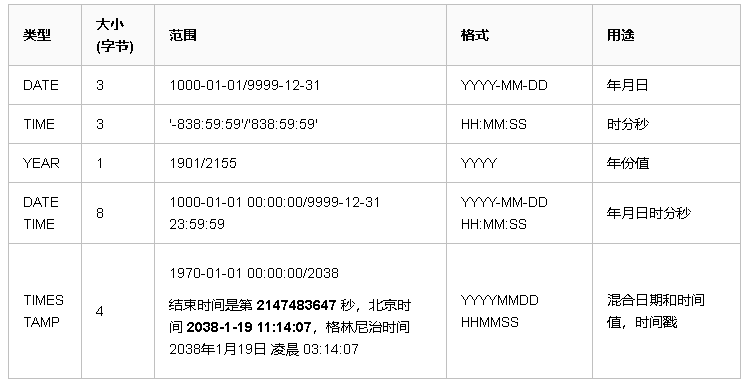 类型
大小
(字节)
范围
格式
用途
DATE
3
1000-01-01/9999-12-31
YYYY-MM-DD
年月日
TIME
3
'-838:59:59'/'838:59:59'
HH:MM:SS
时分秒
YEAR
1
1901/2155
YYYY
年份值
DATE
TIME
8
1000-01-01 00:00:00/9999-12-31
23:59:59
YYYY-MM-DD
HH:MM:SS
年月日时分秒
TIMES
TAMP
4
1970-01-01 00:00:00/2038
结束时间是第 2147483647 秒，北京时
间 2038-1-19 11:14:07，格林尼治时间
2038年1月19日 凌晨 03:14:07
YYYYMMDD
HHMMSS
混合日期和时间
值，时间戳